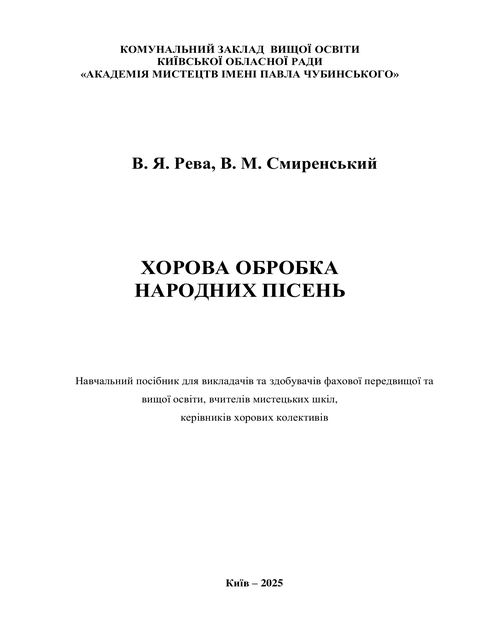 КОМУНАЛЬНИЙ ЗАКЛАД ВИЩОЇ ОСВІТИ
КИЇВСЬКОЇ ОБЛАСНОЇ РАДИ
«АКАДЕМІЯ МИСТЕЦТВ ІМЕНІ ПАВЛА ЧУБИНСЬКОГО»
В. Я. Рева, В. М. Смиренський
ХОРОВА ОБРОБКА
НАРОДНИХ ПІСЕНЬ
Навчальний посібник для викладачів та здобувачів фахової передвищої та
вищої освіти, вчителів мистецьких шкіл,
керівників хорових колективів
Київ – 2025